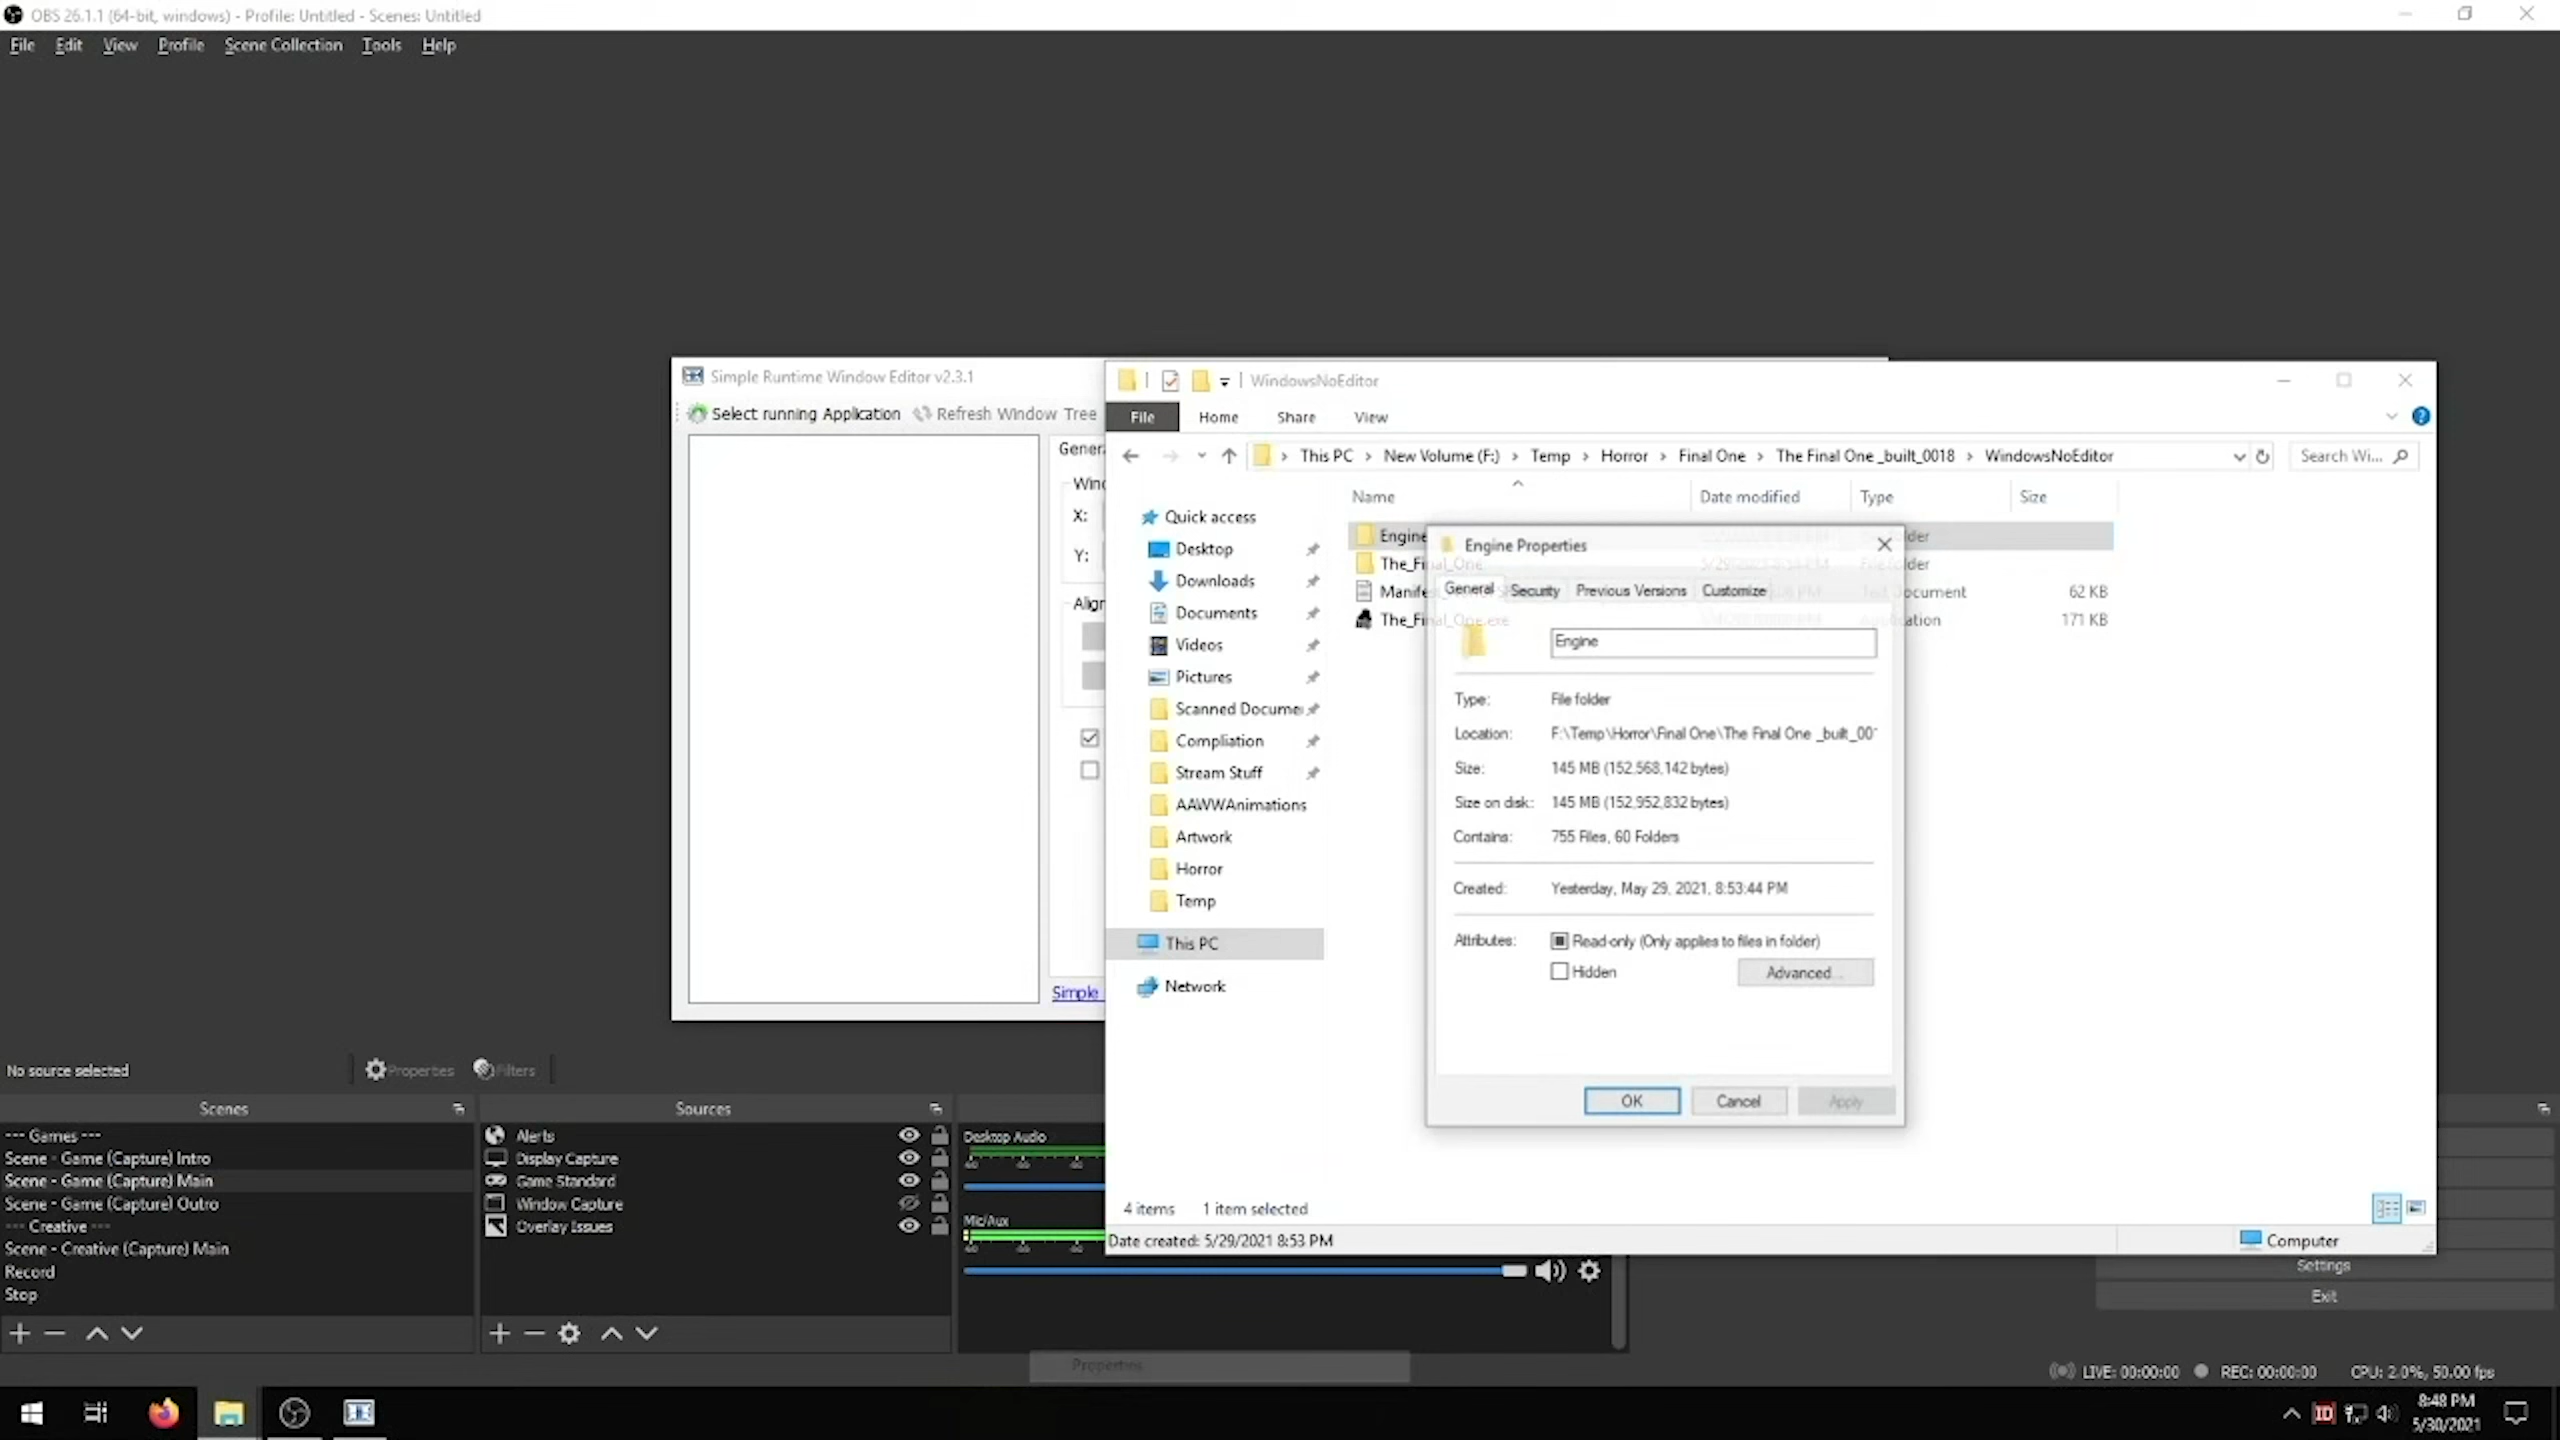 OBS 26.1.1 (64-bit, windows) - Profile: Untitled - Scenes: Untitled
File Edit View Profile Scene Collection Tools Help
Simple Runtime Window Editor v2.3.1
Select running Application Refresh Window Tree
X:
Y:
Simple
WindowsNoEditor
File Home Share View
This PC New Volume (F:) Temp Horror Final One The Final One _built_0018 WindowsNoEditor
Search Wi...
Name Date modified Type Size
Quick access
Desktop
Downloads
Documents
Videos
Pictures
Scanned Docume
Compliation
Stream Stuff
AAWWAnimations
Artwork
Horror
Temp
This PC
Network
Engine
The_Final_One
62 KB
The_Final_One.exe
171 KB
Engine Properties
General Security Previous Versions Customize
Engine
Type: File folder
Location: F:\Temp\Horror\Final One\The Final One _built_00
Size: 145 MB (152,568,142 bytes)
Size on disk: 145 MB (152,952,832 bytes)
Contains: 755 Files, 60 Folders
Created: Yesterday, May 29, 2021, 8:53:44 PM
Attributes: Read-only (Only applies to files in folder)
Hidden Advanced...
OK Cancel Apply
4 items 1 item selected
Date created: 5/29/2021 8:53 PM
Computer
No source selected Properties Filters
Scenes
--- Games ---
Scene - Game (Capture) Intro
Scene - Game (Capture) Main
Scene - Game (Capture) Outro
--- Creative ---
Scene - Creative (Capture) Main
Record
Stop
Sources
Alerts
Display Capture
Game Standard
Window Capture
Overlay Issues
Desktop Audio
Mic/Aux
Settings
Exit
Properties
LIVE: 00:00:00 REC: 00:00:00 CPU: 2.0%, 50.00 fps
8:48 PM
5/30/2021